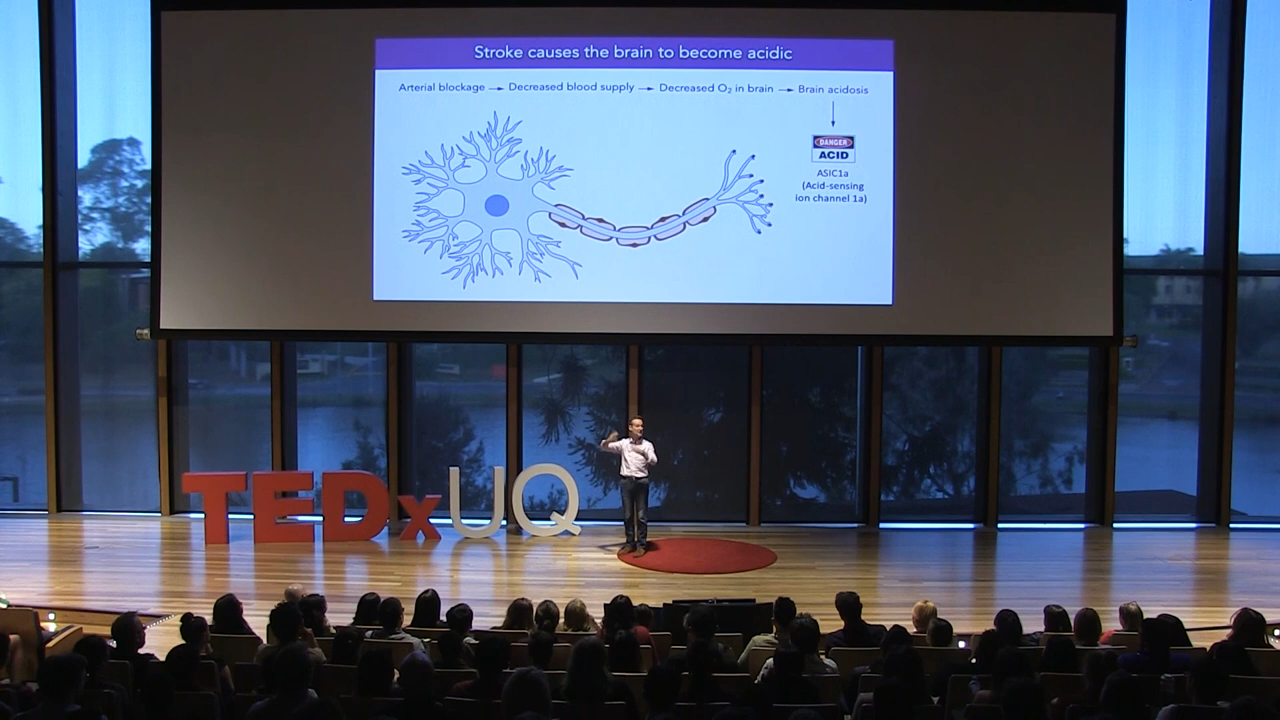 Stroke causes the brain to become acidic
Arterial blockage → Decreased blood supply → Decreased O₂ in brain → Brain acidosis
DANGER
ACID
ASIC1a
(Acid-sensing
ion channel 1a)
TEDxUQ